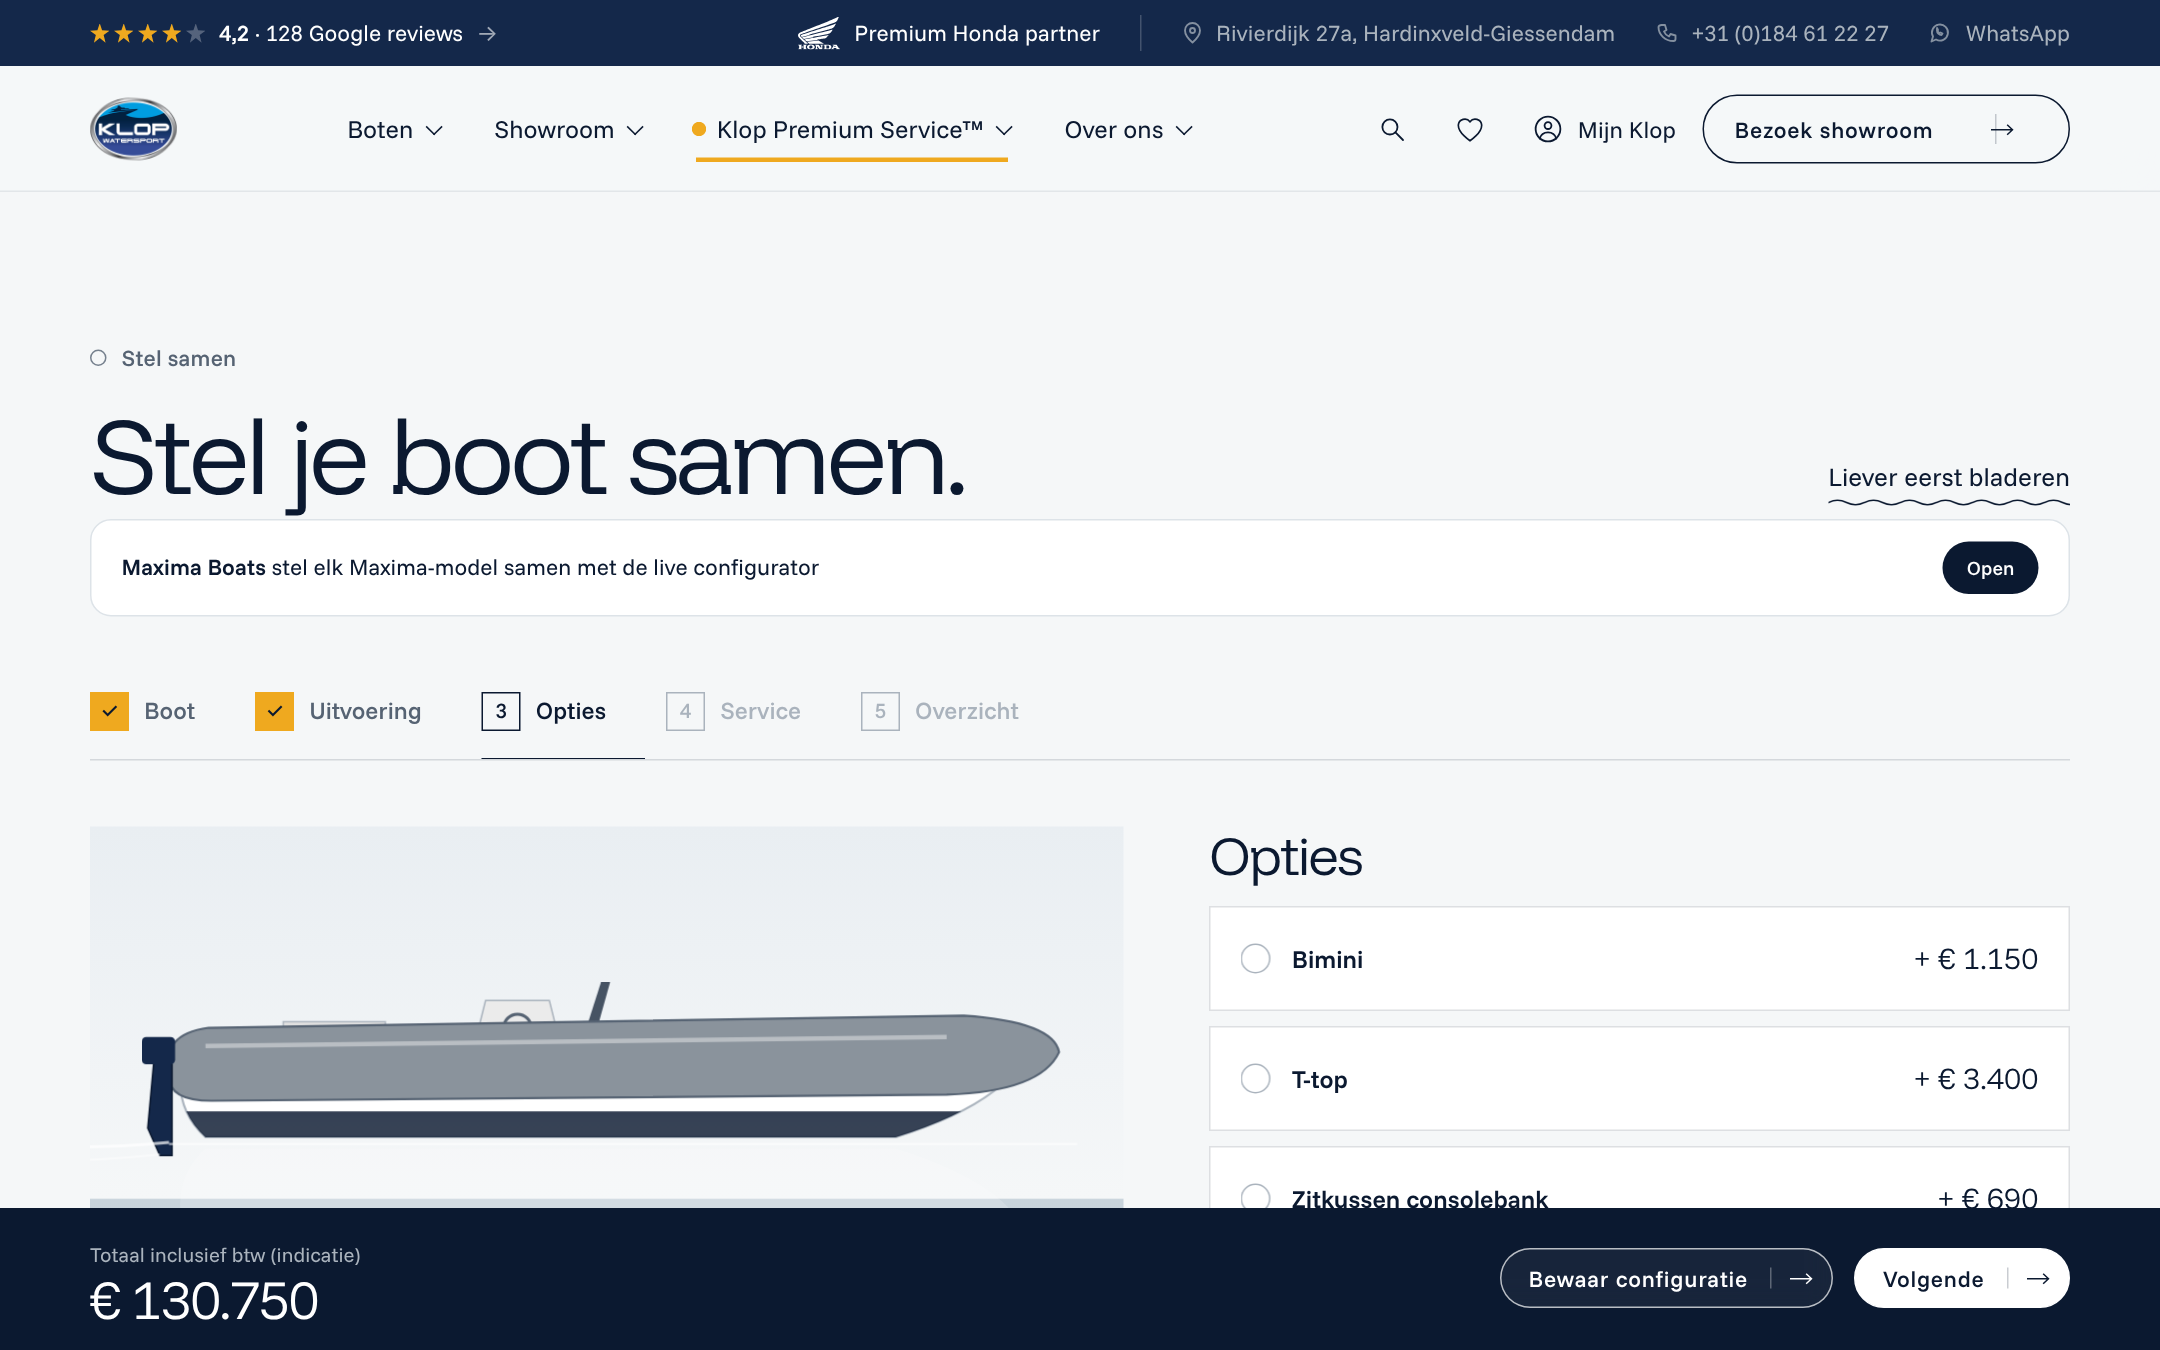 4,2 · 128 Google reviews
HONDA
Premium Honda partner
Rivierdijk 27a, Hardinxveld-Giessendam
+31 (0)184 61 22 27
WhatsApp
KLOP
WATERSPORT
Boten
Showroom
Klop Premium Service™
Over ons
Mijn Klop
Bezoek showroom
Stel samen
Stel je boot samen.
Liever eerst bladeren
Maxima Boats stel elk Maxima-model samen met de live configurator
Open
Boot
Uitvoering
3 Opties
4 Service
5 Overzicht
Opties
Bimini + € 1.150
T-top + € 3.400
Zitkussen consolebank + € 690
Totaal inclusief btw (indicatie)
€ 130.750
Bewaar configuratie
Volgende